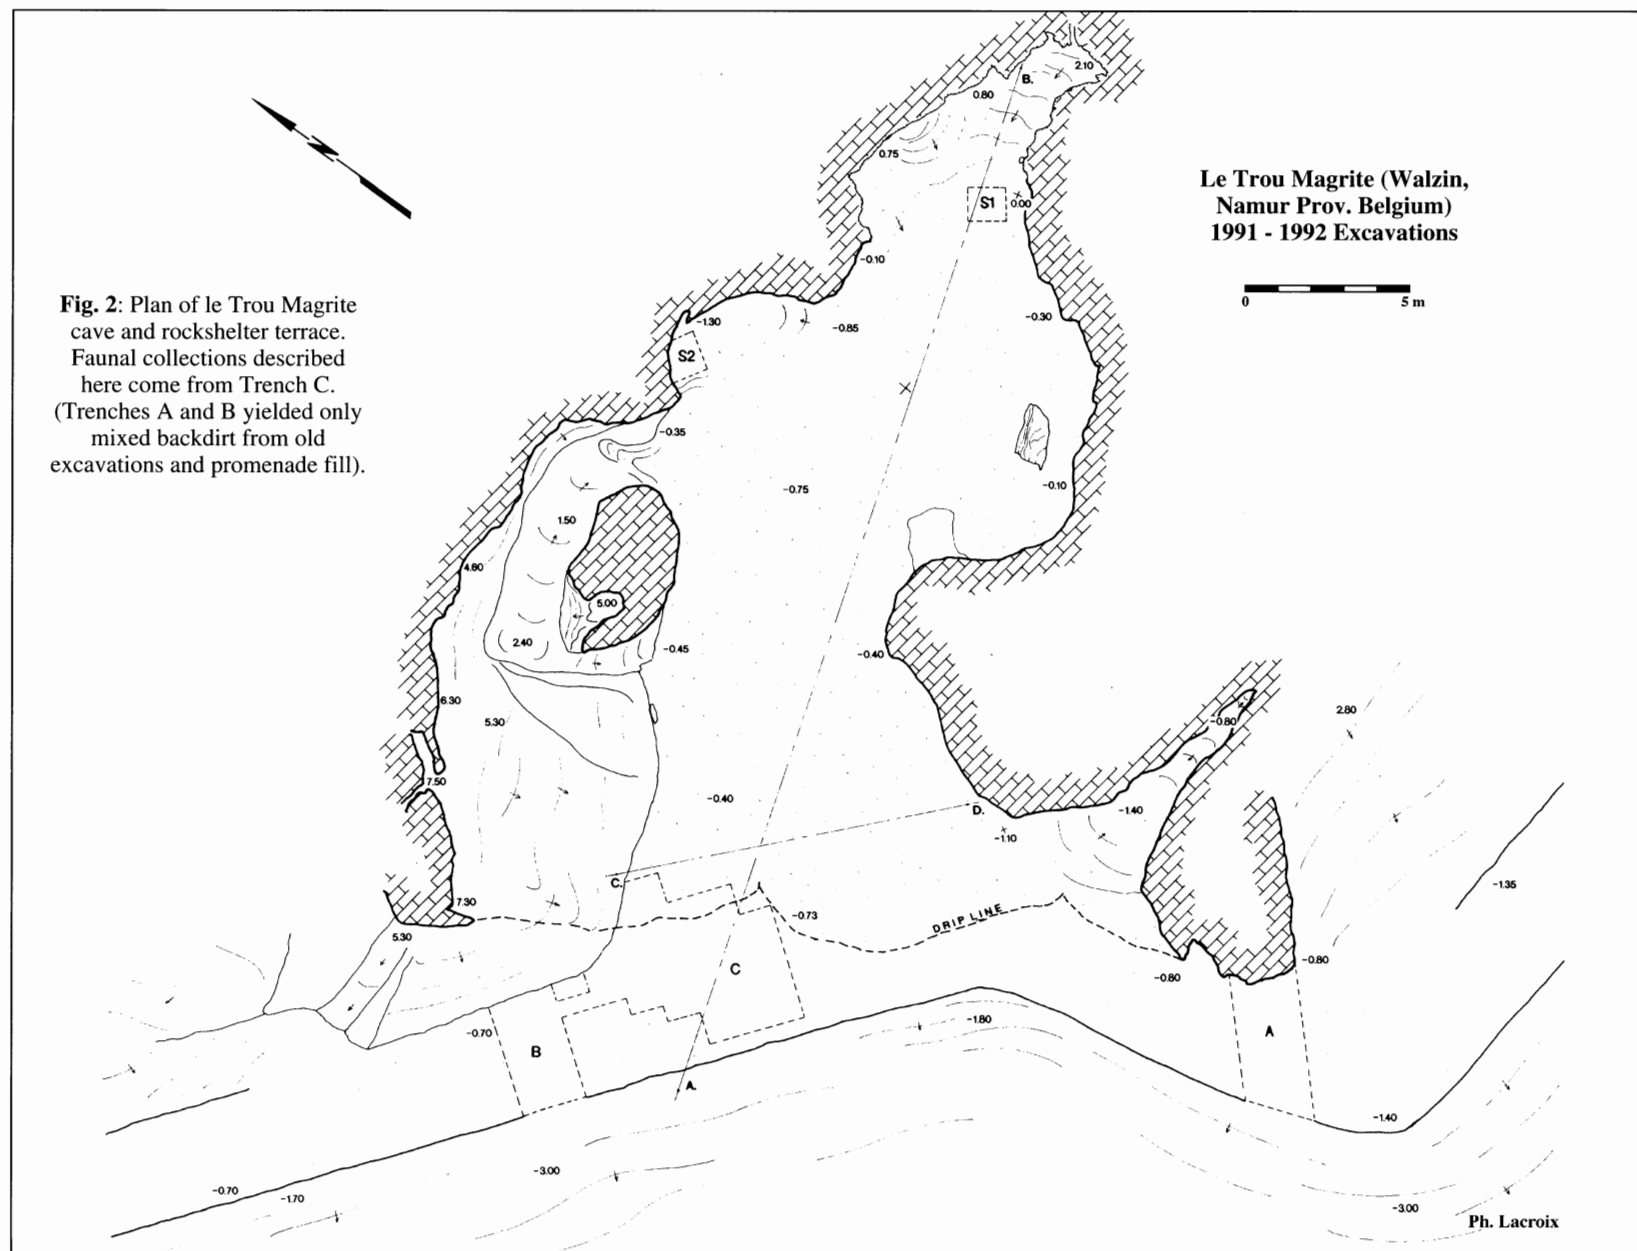 2.10
B.
0.80
0.75
Le Trou Magrite (Walzin,
Namur Prov. Belgium)
1991 - 1992 Excavations
0 5 m
N
S1 0.00
-0.10
Fig. 2: Plan of le Trou Magrite
cave and rockshelter terrace.
Faunal collections described
here come from Trench C.
(Trenches A and B yielded only
mixed backdirt from old
excavations and promenade fill).
-1.30
-0.85
-0.30
S2
-0.35
-0.75
-0.10
1.50
4.80
5.00
2.40
-0.45
-0.40
6.30
5.30
-0.80
2.80
7.50
-0.40
D.
-1.10
-1.40
C.
-1.35
7.30
-0.73
DRIP LINE
5.30
C
-0.80
-0.80
-0.70
B
-1.80
A
A.
-1.40
-3.00
-0.70
-1.70
-3.00
Ph. Lacroix